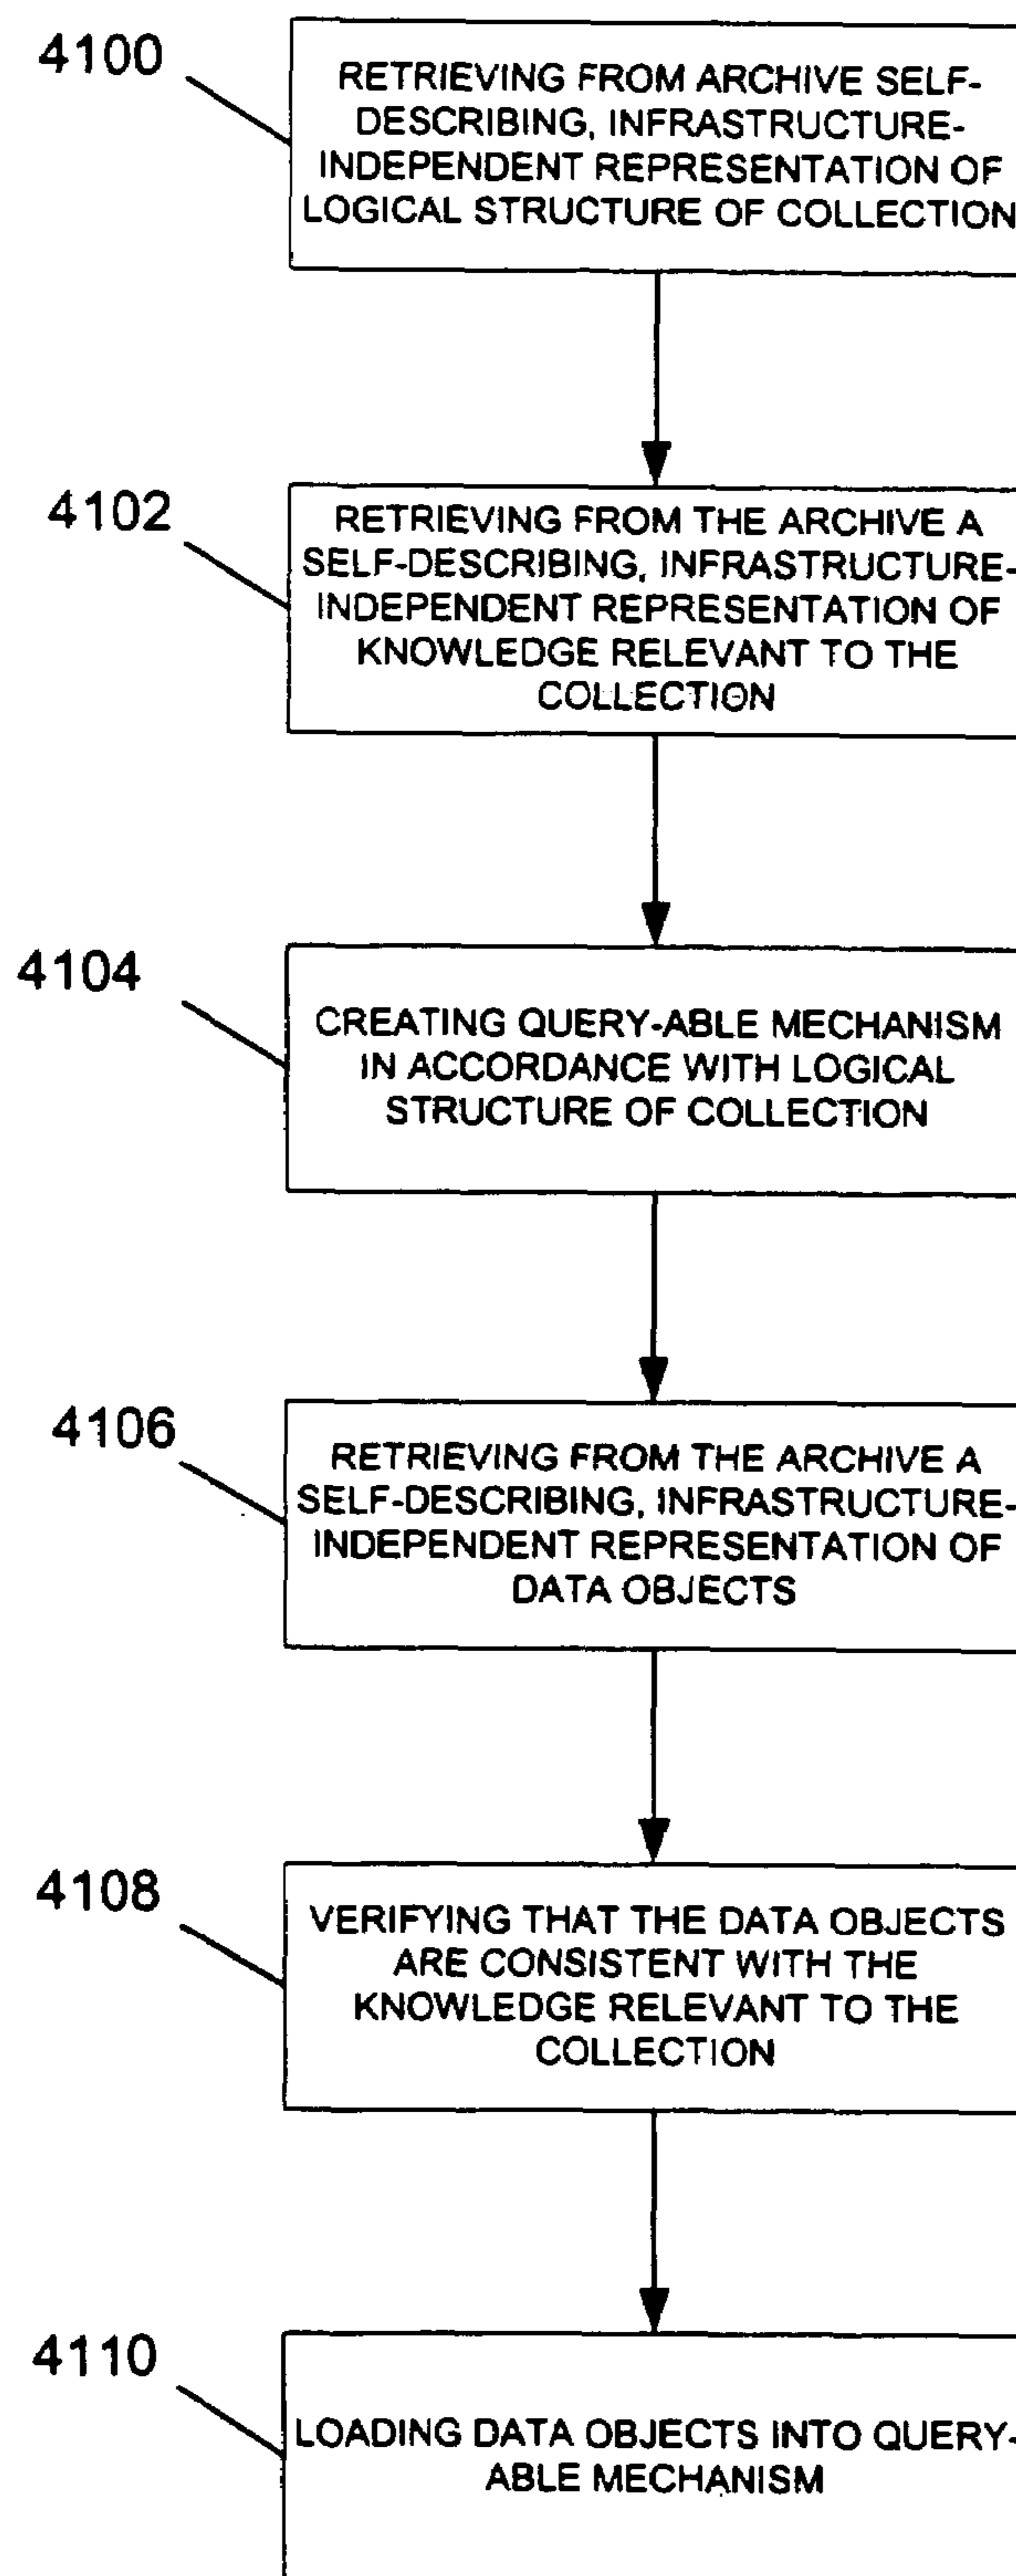 4100
RETRIEVING FROM ARCHIVE SELF-
DESCRIBING, INFRASTRUCTURE-
INDEPENDENT REPRESENTATION OF
LOGICAL STRUCTURE OF COLLECTION
4102
RETRIEVING FROM THE ARCHIVE A
SELF-DESCRIBING, INFRASTRUCTURE-
INDEPENDENT REPRESENTATION OF
KNOWLEDGE RELEVANT TO THE
COLLECTION
4104
CREATING QUERY-ABLE MECHANISM
IN ACCORDANCE WITH LOGICAL
STRUCTURE OF COLLECTION
4106
RETRIEVING FROM THE ARCHIVE A
SELF-DESCRIBING, INFRASTRUCTURE-
INDEPENDENT REPRESENTATION OF
DATA OBJECTS
4108
VERIFYING THAT THE DATA OBJECTS
ARE CONSISTENT WITH THE
KNOWLEDGE RELEVANT TO THE
COLLECTION
4110
LOADING DATA OBJECTS INTO QUERY-
ABLE MECHANISM